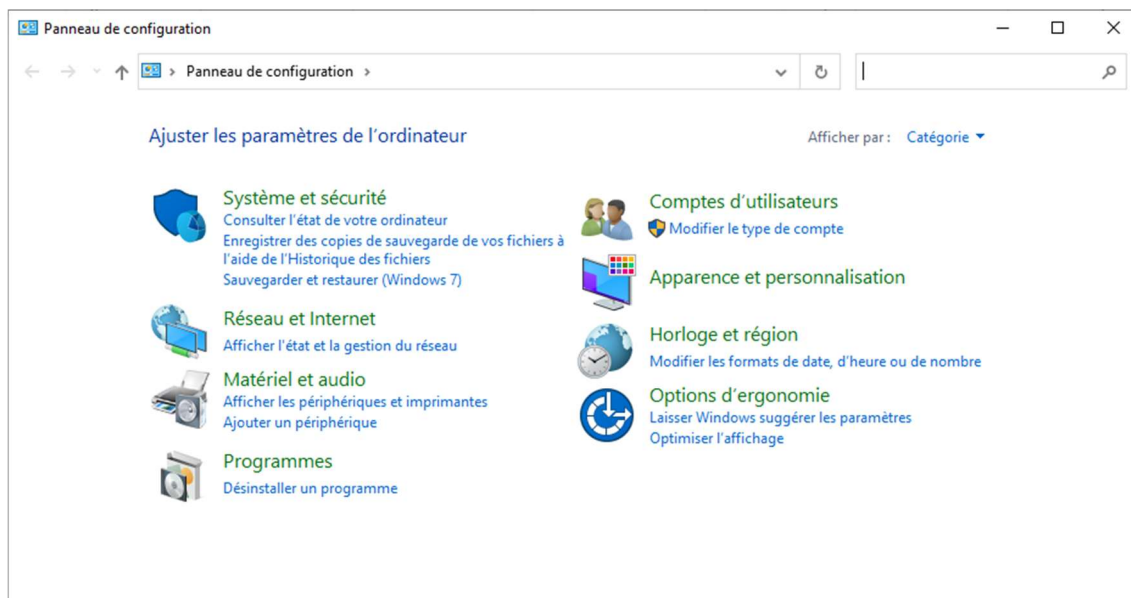 Panneau de configuration
Panneau de configuration
Ajuster les paramètres de l'ordinateur
Afficher par : Catégorie
Système et sécurité
Consulter l'état de votre ordinateur
Enregistrer des copies de sauvegarde de vos fichiers à
l'aide de l'Historique des fichiers
Sauvegarder et restaurer (Windows 7)
Réseau et Internet
Afficher l'état et la gestion du réseau
Matériel et audio
Afficher les périphériques et imprimantes
Ajouter un périphérique
Programmes
Désinstaller un programme
Comptes d'utilisateurs
Modifier le type de compte
Apparence et personnalisation
Horloge et région
Modifier les formats de date, d'heure ou de nombre
Options d'ergonomie
Laisser Windows suggérer les paramètres
Optimiser l'affichage